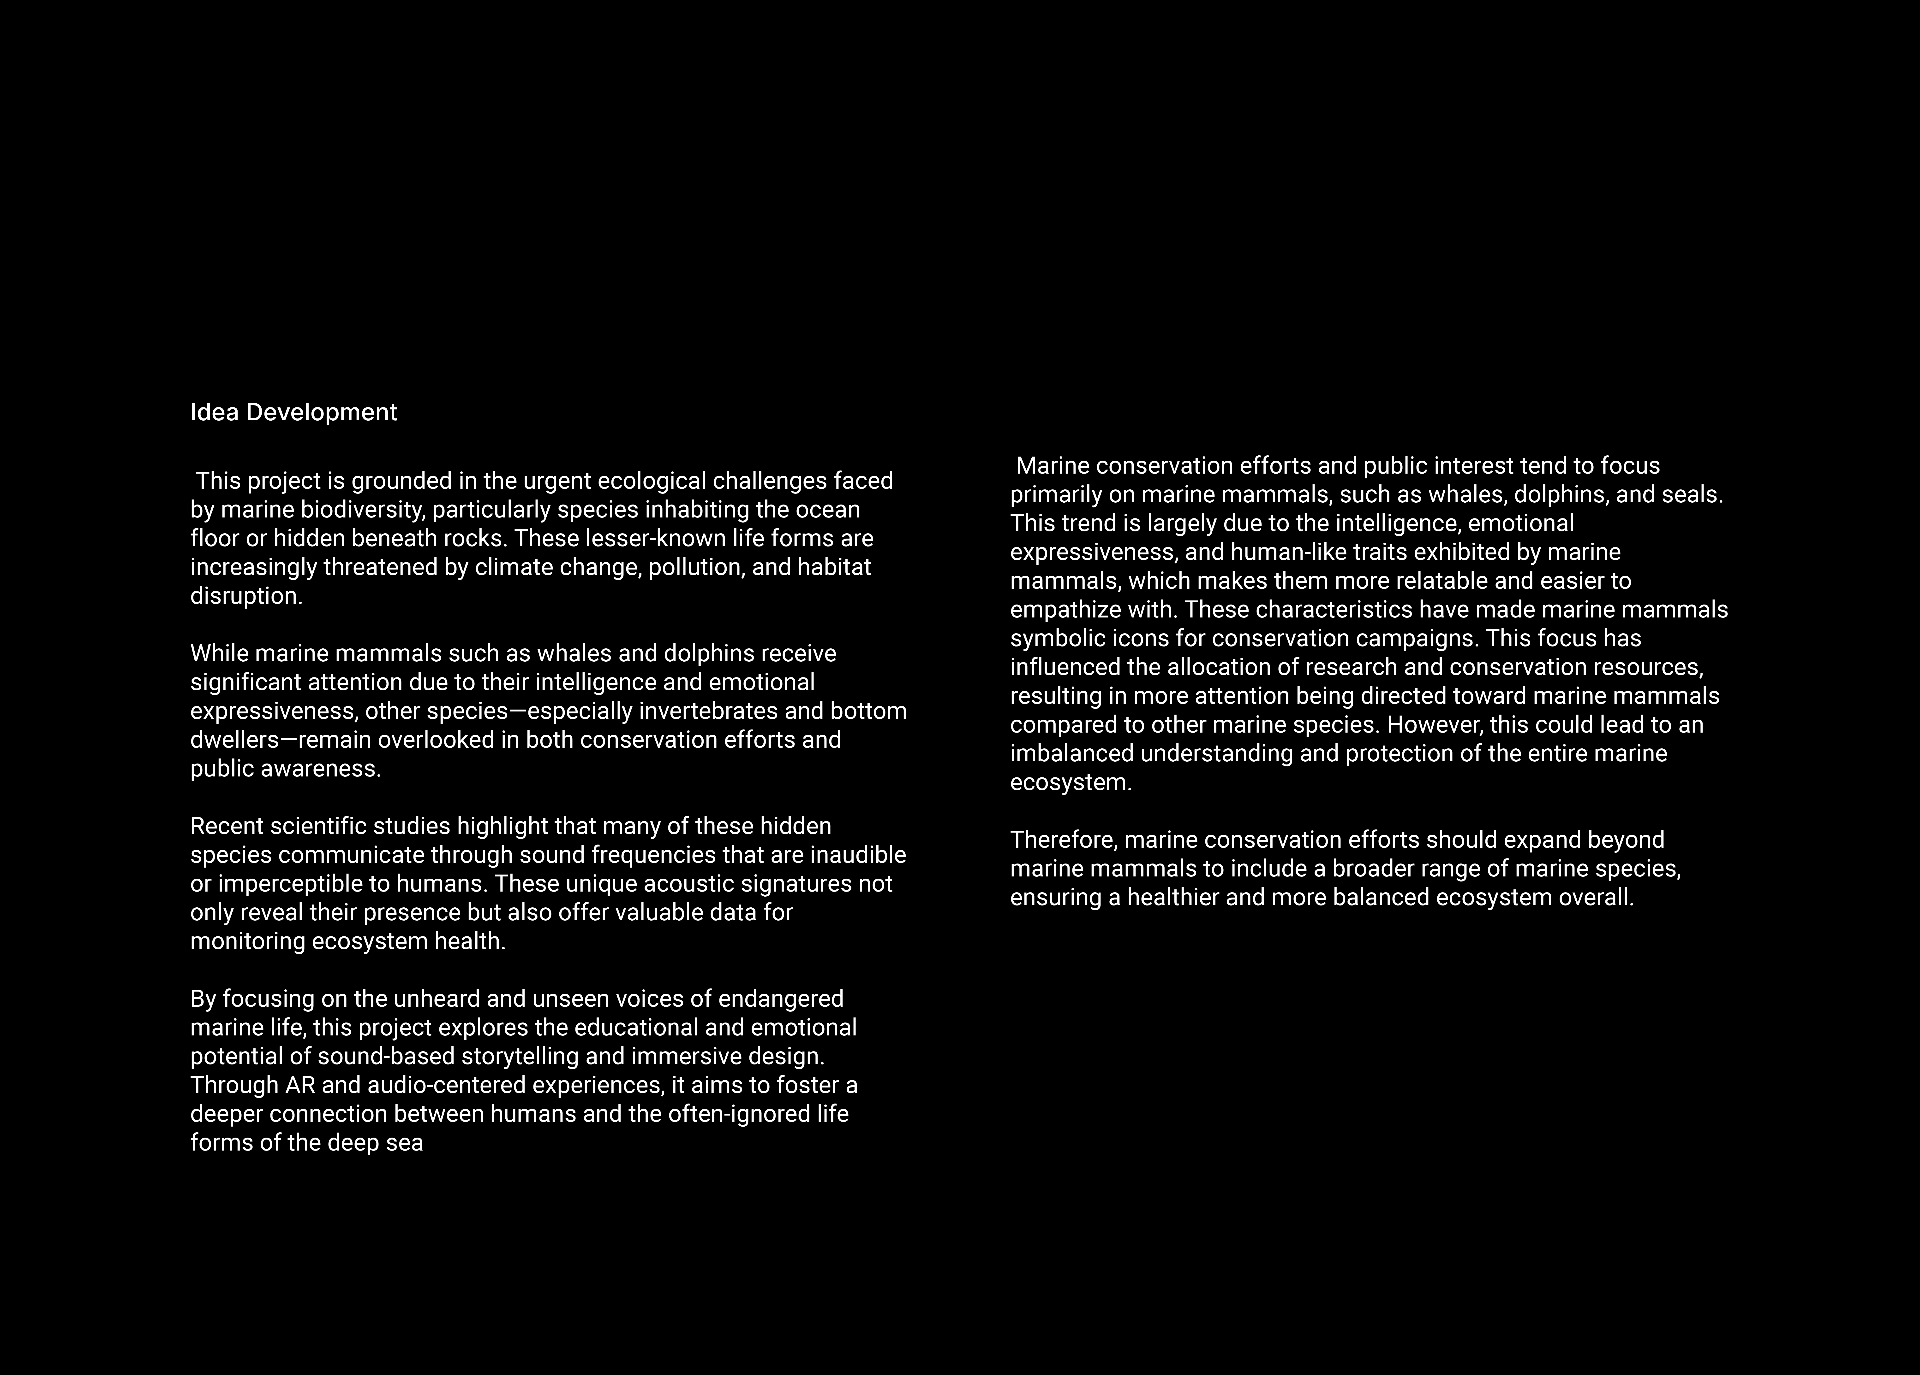 Idea Development
This project is grounded in the urgent ecological challenges faced
by marine biodiversity, particularly species inhabiting the ocean
floor or hidden beneath rocks. These lesser-known life forms are
increasingly threatened by climate change, pollution, and habitat
disruption.
While marine mammals such as whales and dolphins receive
significant attention due to their intelligence and emotional
expressiveness, other species—especially invertebrates and bottom
dwellers—remain overlooked in both conservation efforts and
public awareness.
Recent scientific studies highlight that many of these hidden
species communicate through sound frequencies that are inaudible
or imperceptible to humans. These unique acoustic signatures not
only reveal their presence but also offer valuable data for
monitoring ecosystem health.
By focusing on the unheard and unseen voices of endangered
marine life, this project explores the educational and emotional
potential of sound-based storytelling and immersive design.
Through AR and audio-centered experiences, it aims to foster a
deeper connection between humans and the often-ignored life
forms of the deep sea
Marine conservation efforts and public interest tend to focus
primarily on marine mammals, such as whales, dolphins, and seals.
This trend is largely due to the intelligence, emotional
expressiveness, and human-like traits exhibited by marine
mammals, which makes them more relatable and easier to
empathize with. These characteristics have made marine mammals
symbolic icons for conservation campaigns. This focus has
influenced the allocation of research and conservation resources,
resulting in more attention being directed toward marine mammals
compared to other marine species. However, this could lead to an
imbalanced understanding and protection of the entire marine
ecosystem.
Therefore, marine conservation efforts should expand beyond
marine mammals to include a broader range of marine species,
ensuring a healthier and more balanced ecosystem overall.